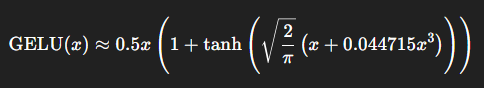 GELU(x) ≈ 0.5x (1 + tanh (√(2/π) (x + 0.044715x³)))